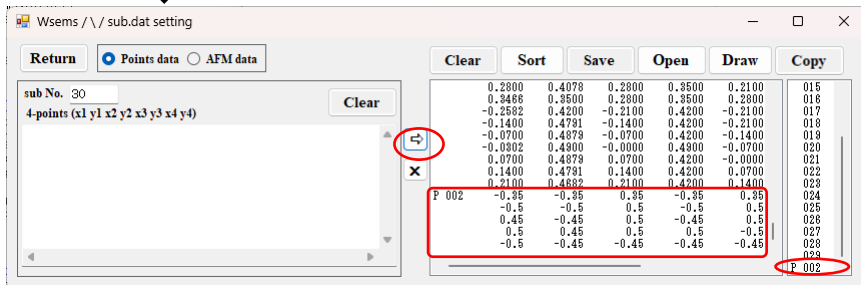 Wsems / \ / sub.dat setting
Return Points data AFM data Clear Sort Save Open Draw Copy
sub No. 30 Clear
4-points (x1 y1 x2 y2 x3 y3 x4 y4)
0.2800 0.4078 0.2800 0.3500 0.2100 015
0.3466 0.3500 0.2800 0.3500 0.2800 016
-0.2582 0.4200 -0.2100 0.4200 -0.2100 017
-0.1400 0.4791 -0.1400 0.4200 -0.2100 018
-0.0700 0.4879 -0.0700 0.4200 -0.1400 019
-0.0302 0.4900 -0.0000 0.4900 -0.0700 020
0.0700 0.4879 0.0700 0.4200 -0.0000 021
0.1400 0.4791 0.1400 0.4200 0.0700 022
0.2100 0.4682 0.2100 0.4200 0.1400 023
P 002 -0.35 -0.35 0.35 -0.35 0.35 024
-0.5 -0.5 0.5 -0.5 0.5 025
0.45 -0.45 0.5 -0.45 0.5 026
0.5 0.45 0.5 0.5 -0.5 027
-0.5 -0.45 -0.45 -0.45 -0.45 028
029
P 002